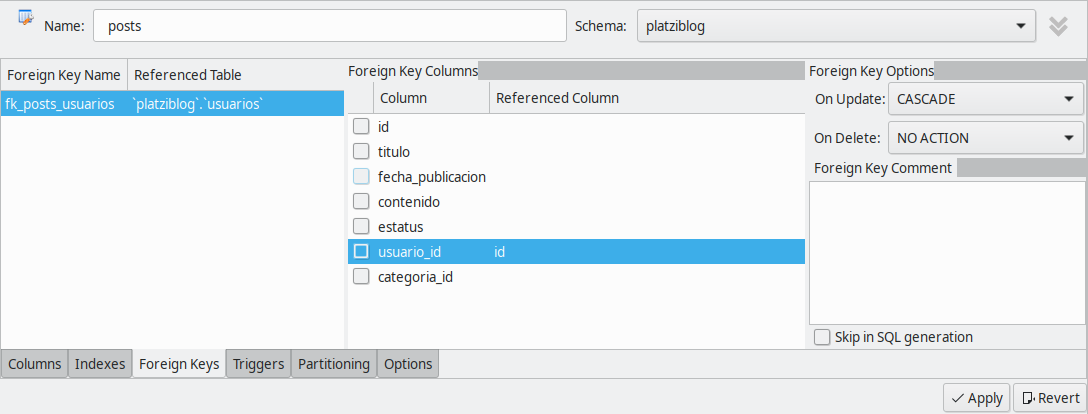 Name: posts Schema: platziblog
Foreign Key Name Referenced Table
fk_posts_usuarios `platziblog`.`usuarios`
Foreign Key Columns
Column Referenced Column
id
titulo
fecha_publicacion
contenido
estatus
usuario_id id
categoria_id
Foreign Key Options
On Update: CASCADE
On Delete: NO ACTION
Foreign Key Comment
Skip in SQL generation
Columns Indexes Foreign Keys Triggers Partitioning Options
Apply Revert